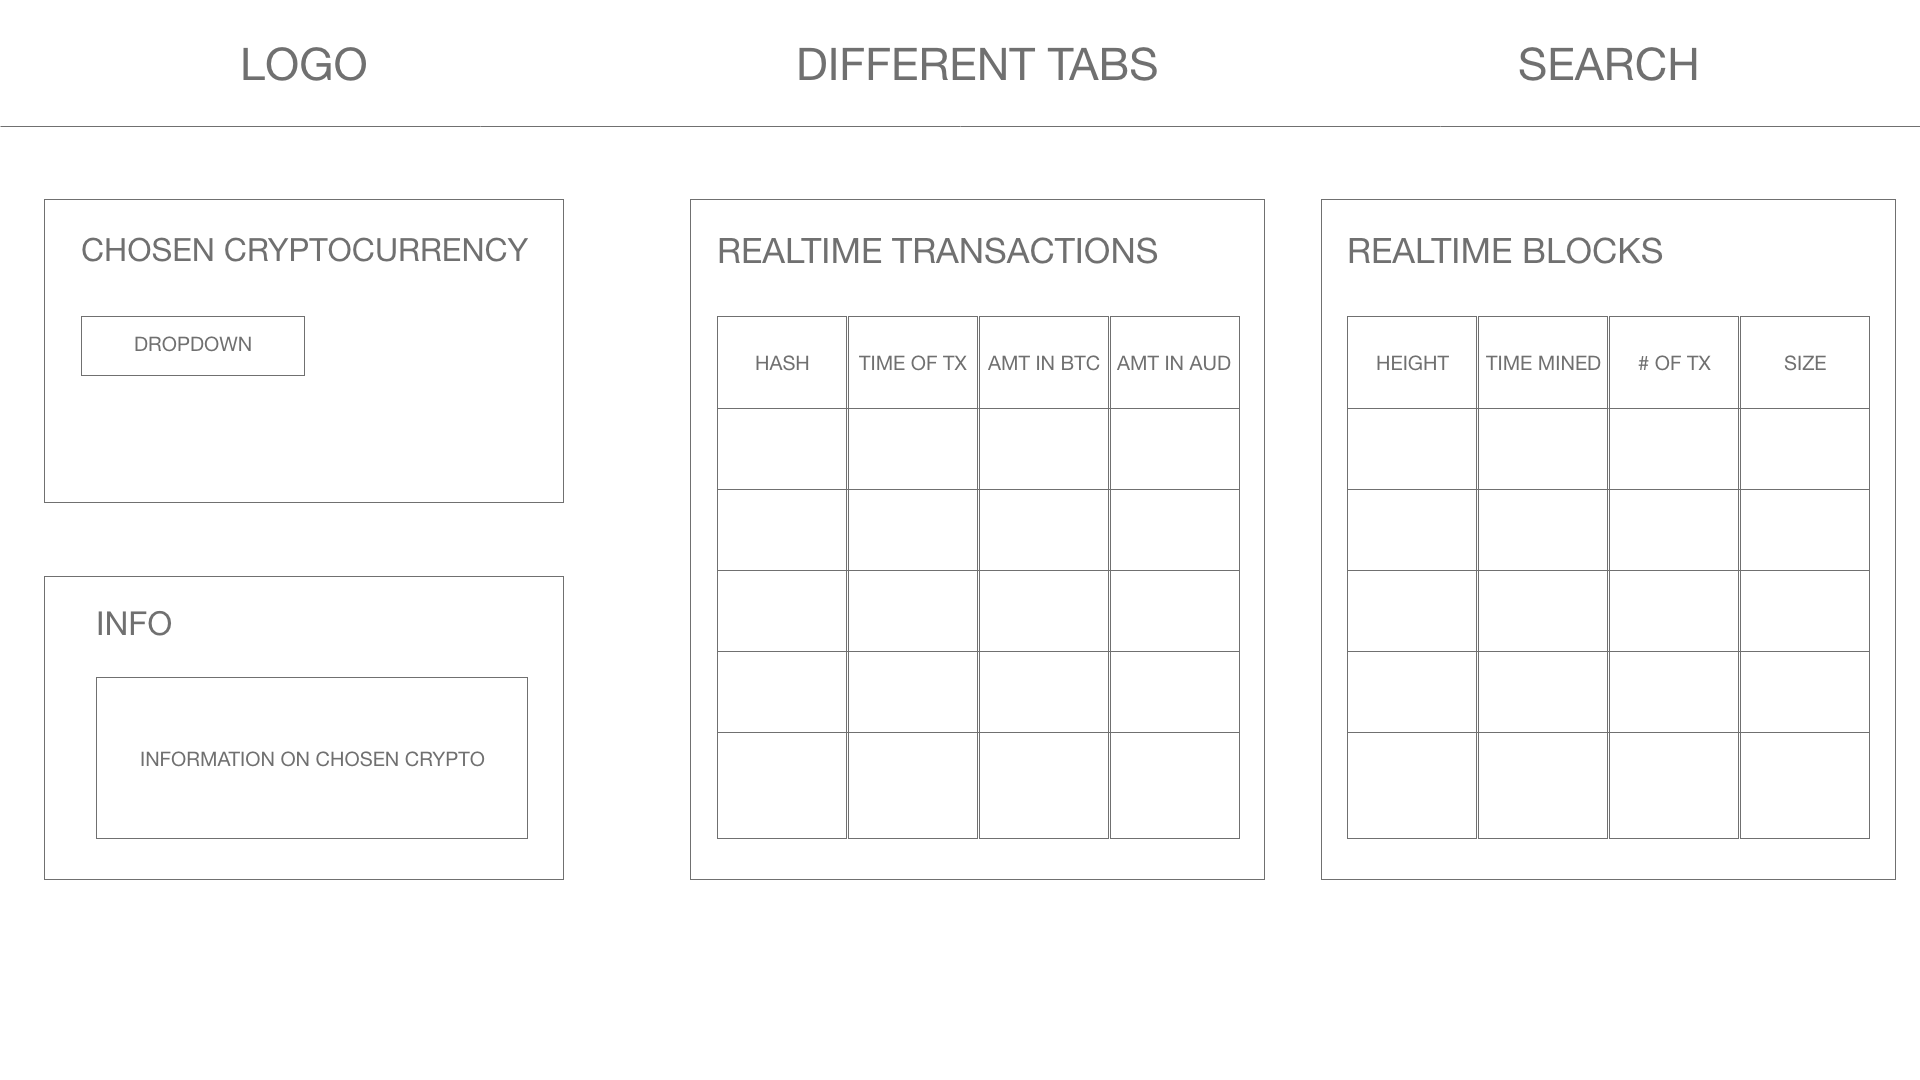 LOGO
DIFFERENT TABS
SEARCH
CHOSEN CRYPTOCURRENCY
DROPDOWN
INFO
INFORMATION ON CHOSEN CRYPTO
REALTIME TRANSACTIONS
HASH TIME OF TX AMT IN BTC AMT IN AUD
REALTIME BLOCKS
HEIGHT TIME MINED # OF TX SIZE